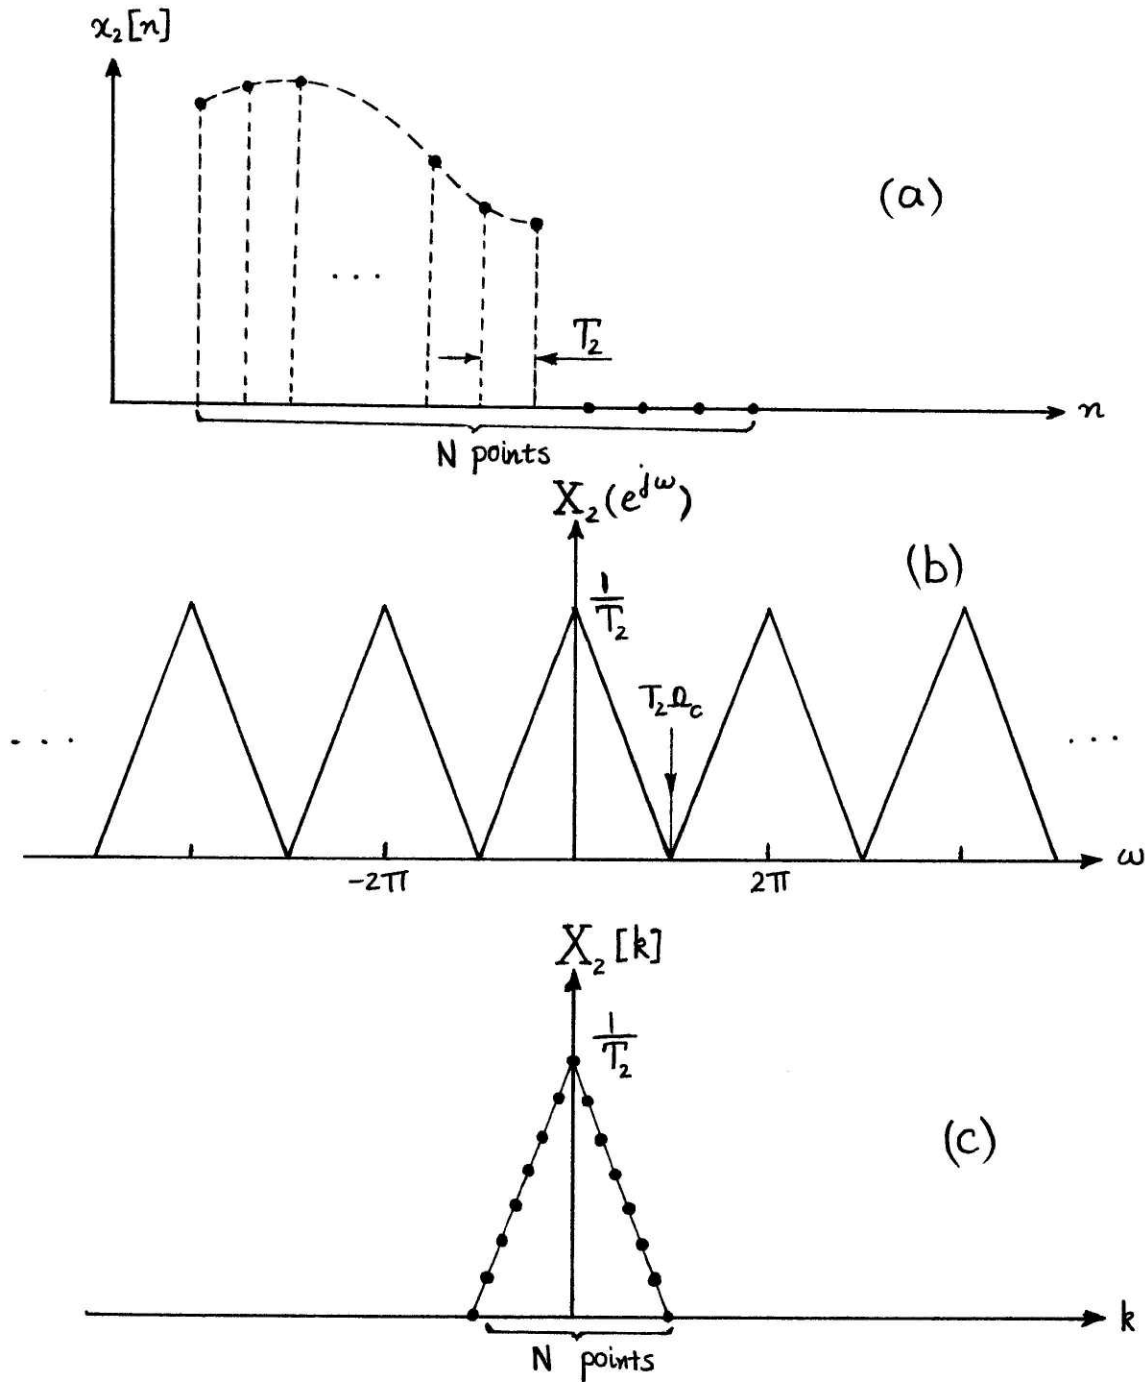 x₂[n]
(a)
...
T₂
n
N points
X₂(e^jω)
(b)
1/T₂
T₂Ω_c
...
...
-2π
2π
ω
X₂[k]
1/T₂
(c)
k
N points